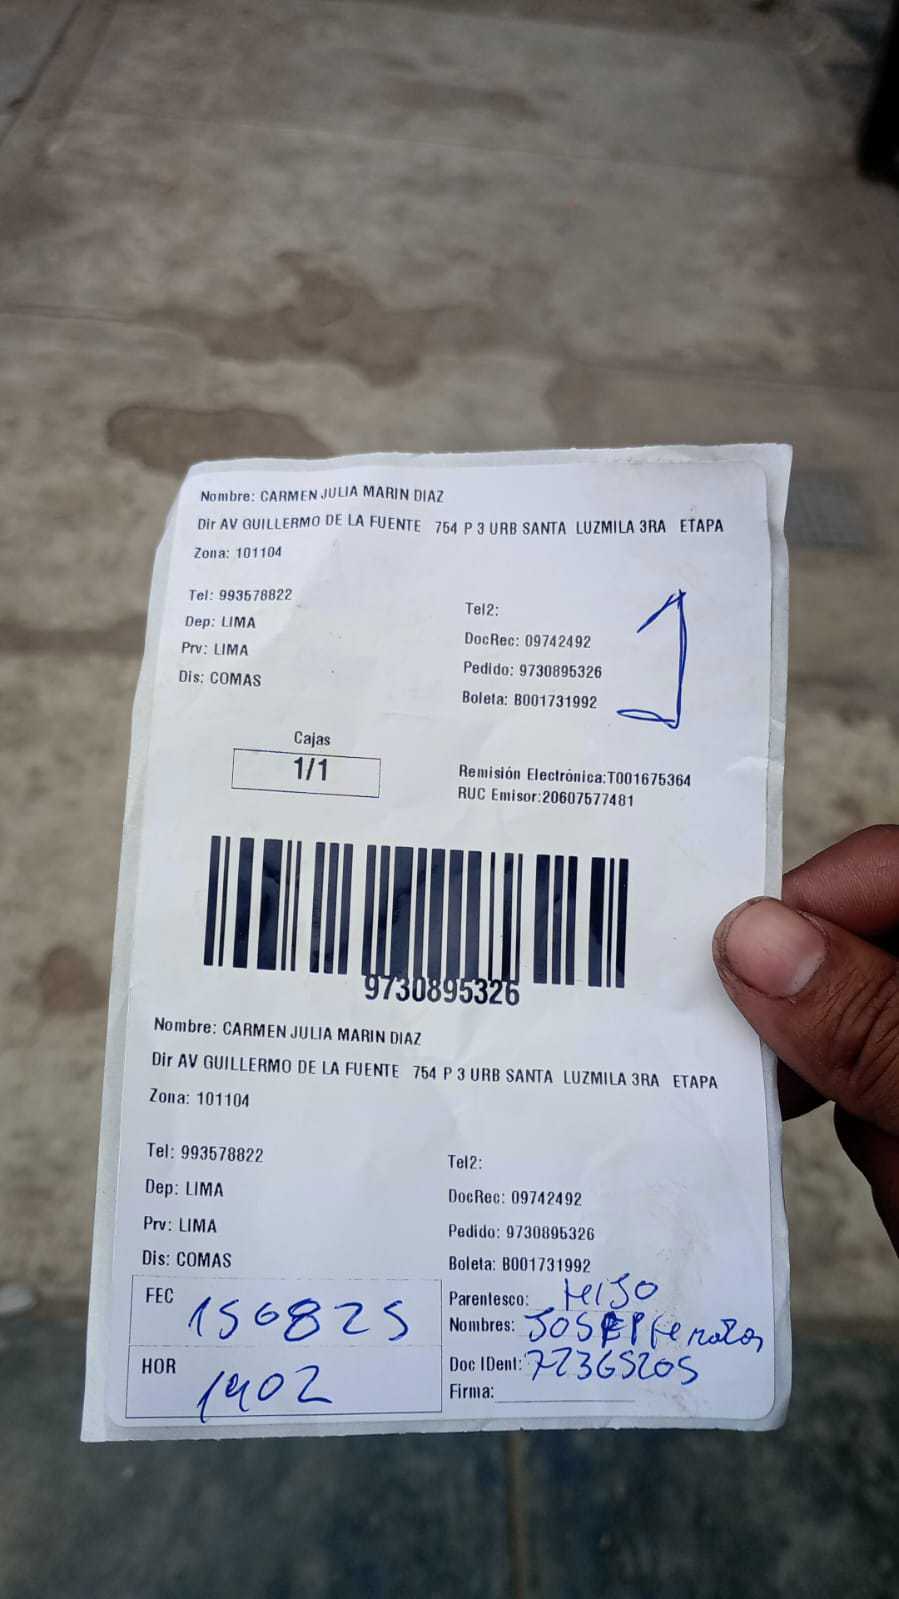 Nombre: CARMEN JULIA MARIN DIAZ
Dir AV GUILLERMO DE LA FUENTE 754 P 3 URB SANTA LUZMILA 3RA ETAPA
Zona: 101104
Tel: 993578822 Tel2:
Dep: LIMA DocRec: 09742492
Prv: LIMA Pedido: 9730895326
Dis: COMAS Boleta: B001731992
Cajas
1/1
Remisión Electrónica:T001675364
RUC Emisor:20607577481
9730895326
Nombre: CARMEN JULIA MARIN DIAZ
Dir AV GUILLERMO DE LA FUENTE 754 P 3 URB SANTA LUZMILA 3RA ETAPA
Zona: 101104
Tel: 993578822 Tel2:
Dep: LIMA DocRec: 09742492
Prv: LIMA Pedido: 9730895326
Dis: COMAS Boleta: B001731992
FEC 150825 Parentesco: HIJO
Nombres:
HOR 1402 Doc IDent: 72365205
Firma: